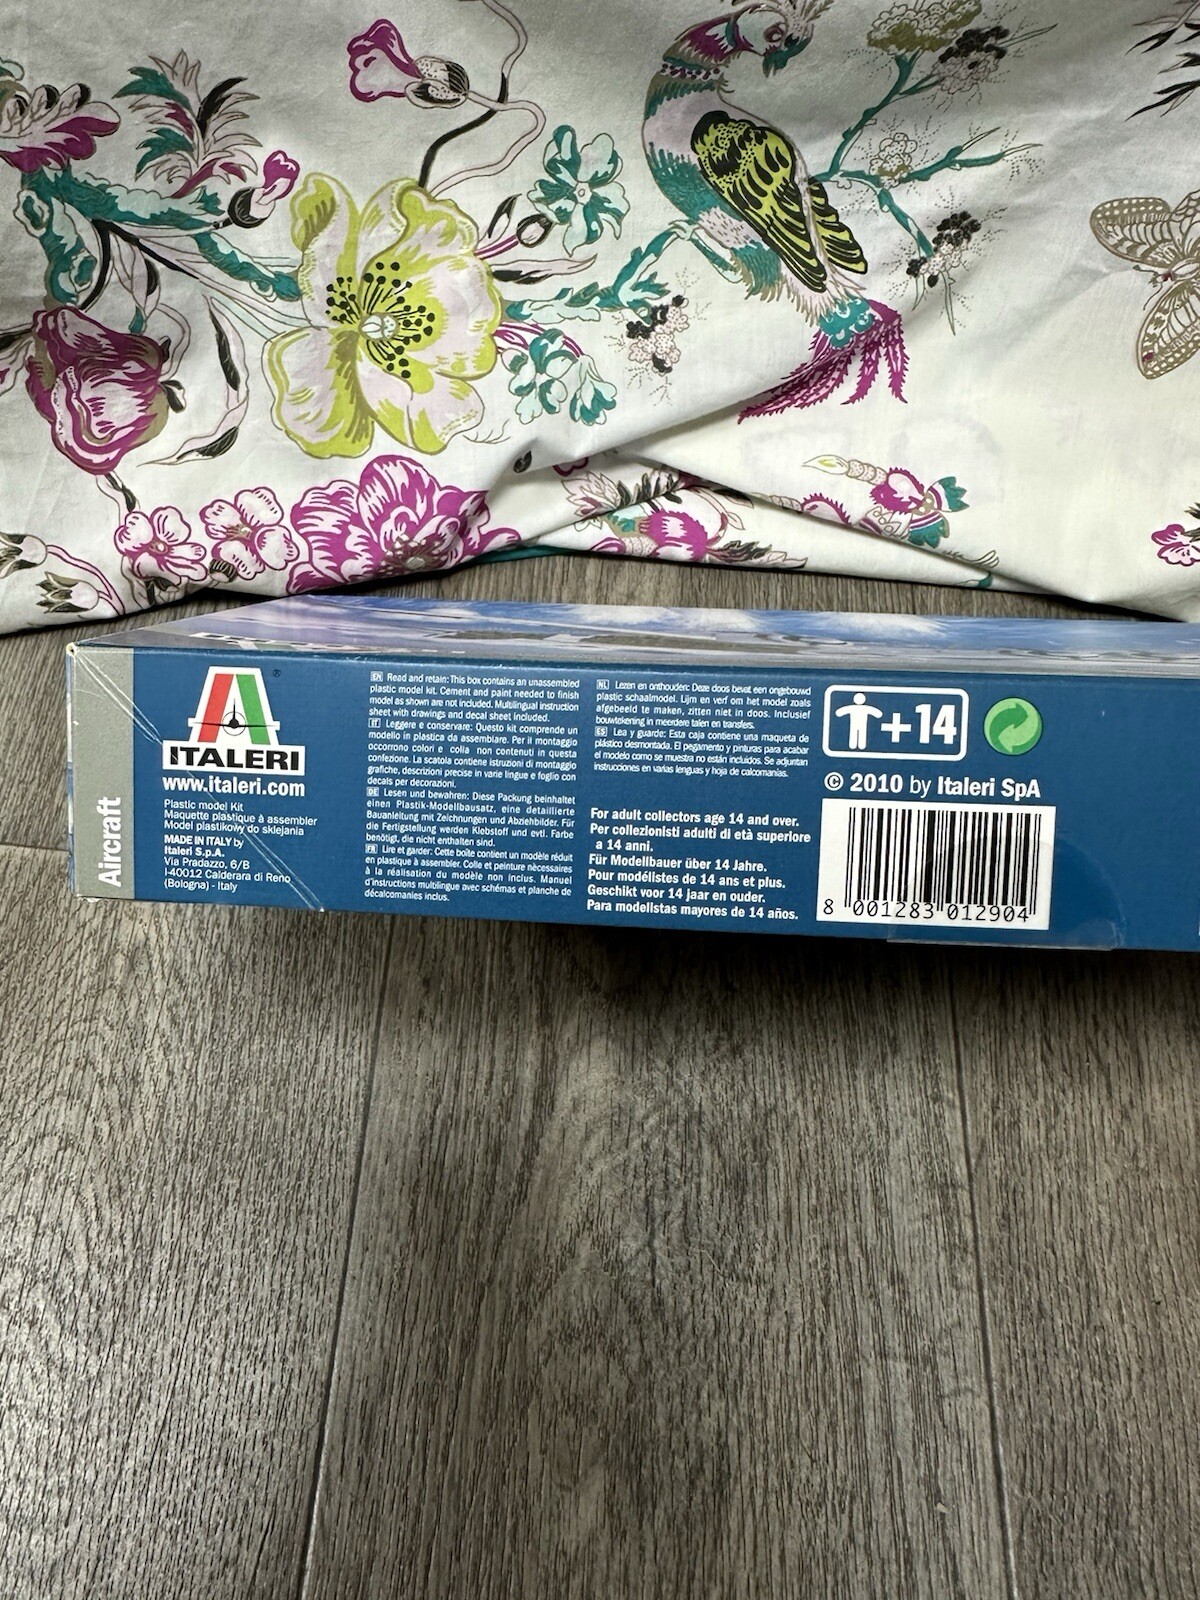 Aircraft
®
ITALERI
www.italeri.com
Plastic model Kit
Maquette plastique à assembler
Model plastikowy do sklejania
MADE IN ITALY by
Italeri S.p.A.
Via Pradazzo, 6/B
I-40012 Calderara di Reno
(Bologna) - Italy
EN Read and retain: This box contains an unassembled
plastic model kit. Cement and paint needed to finish
model as shown are not included. Multilingual instruction
sheet with drawings and decal sheet included.
IT Leggere e conservare: Questo kit comprende un
modello in plastica da assemblare. Per il montaggio
occorrono colori e colla non contenuti in questa
confezione. La scatola contiene istruzioni di montaggio
grafiche, descrizioni precise in varie lingue e foglio con
decals per decorazioni.
DE Lesen und bewahren: Diese Packung beinhaltet
einen Plastik-Modellbausatz, eine detaillierte
Bauanleitung mit Zeichnungen und Abziehbilder. Für
die Fertigstellung werden Klebstoff und evtl. Farbe
benötigt, die nicht enthalten sind.
FR Lire et garder: Cette boîte contient un modèle réduit
en plastique à assembler. Colle et peinture nécessaires
à la réalisation du modèle non inclus. Manuel
d'instructions multilingue avec schémas et planche de
décalcomanies inclus.
NL Lezen en onthouden: Deze doos bevat een ongebouwd
plastic schaalmodel. Lijm en verf om het model zoals
afgebeeld te maken, zitten niet in doos. Inclusief
bouwtekening in meerdere talen en transfers.
ES Lea y guarde: Esta caja contiene una maqueta de
plástico desmontada. El pegamento y pinturas para acabar
el modelo como se muestra no están incluidos. Se adjuntan
instrucciones en varias lenguas y hoja de calcomanías.
For adult collectors age 14 and over.
Per collezionisti adulti di età superiore
a 14 anni.
Für Modellbauer über 14 Jahre.
Pour modélistes de 14 ans et plus.
Geschikt voor 14 jaar en ouder.
Para modelistas mayores de 14 años.
+14
© 2010 by Italeri SpA
8 001283 012904